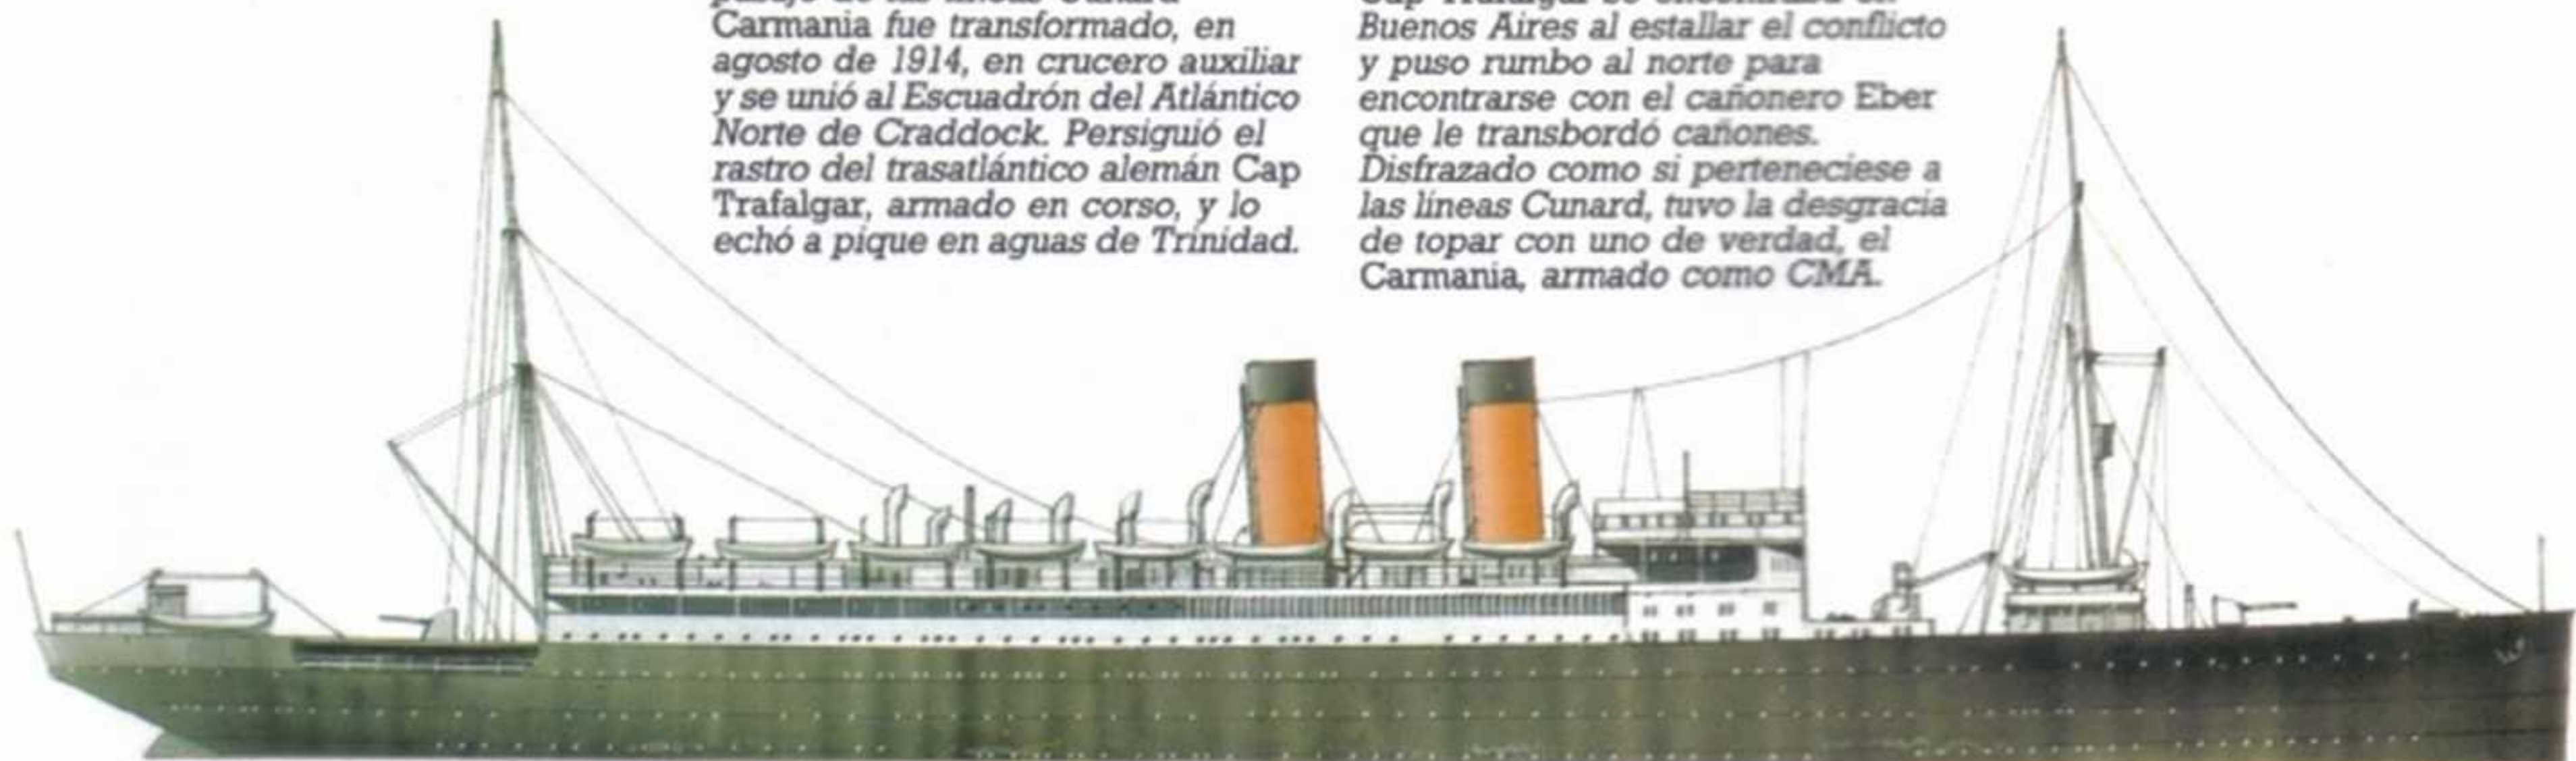 Carmania fue transformado, en
agosto de 1914, en crucero auxiliar
y se unió al Escuadrón del Atlántico
Norte de Craddock. Persiguió el
rastro del trasatlántico alemán Cap
Trafalgar, armado en corso, y lo
echó a pique en aguas de Trinidad.
Buenos Aires al estallar el conflicto
y puso rumbo al norte para
encontrarse con el cañonero Eber
que le transbordó cañones.
Disfrazado como si perteneciese a
las líneas Cunard, tuvo la desgracia
de topar con uno de verdad, el
Carmania, armado como CMA.